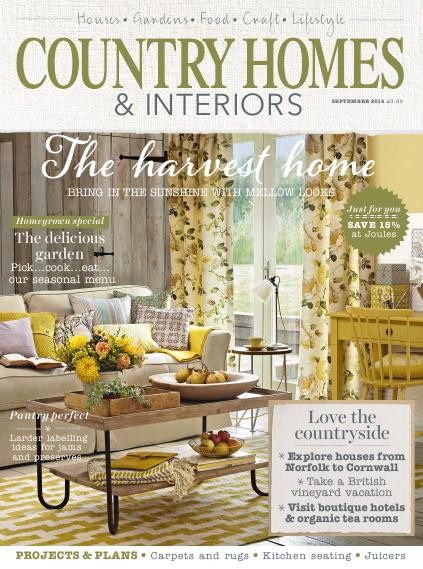 Houses • Gardens • Food • Craft • Lifestyle
COUNTRY HOMES
& INTERIORS
SEPTEMBER 2014 £3.99
The harvest home
BRING IN THE SUNSHINE WITH MELLOW LOOKS
Just for you
SAVE 15%
at Joules
Homegrown special
The delicious
garden
Pick...cook...eat...
our seasonal menu
Pantry perfect
*
Larder labelling
ideas for jams
and preserves
Love the
countryside
* Explore houses from
Norfolk to Cornwall
* Take a British
vineyard vacation
* Visit boutique hotels
& organic tea rooms
PROJECTS & PLANS • Carpets and rugs • Kitchen seating • Juicers